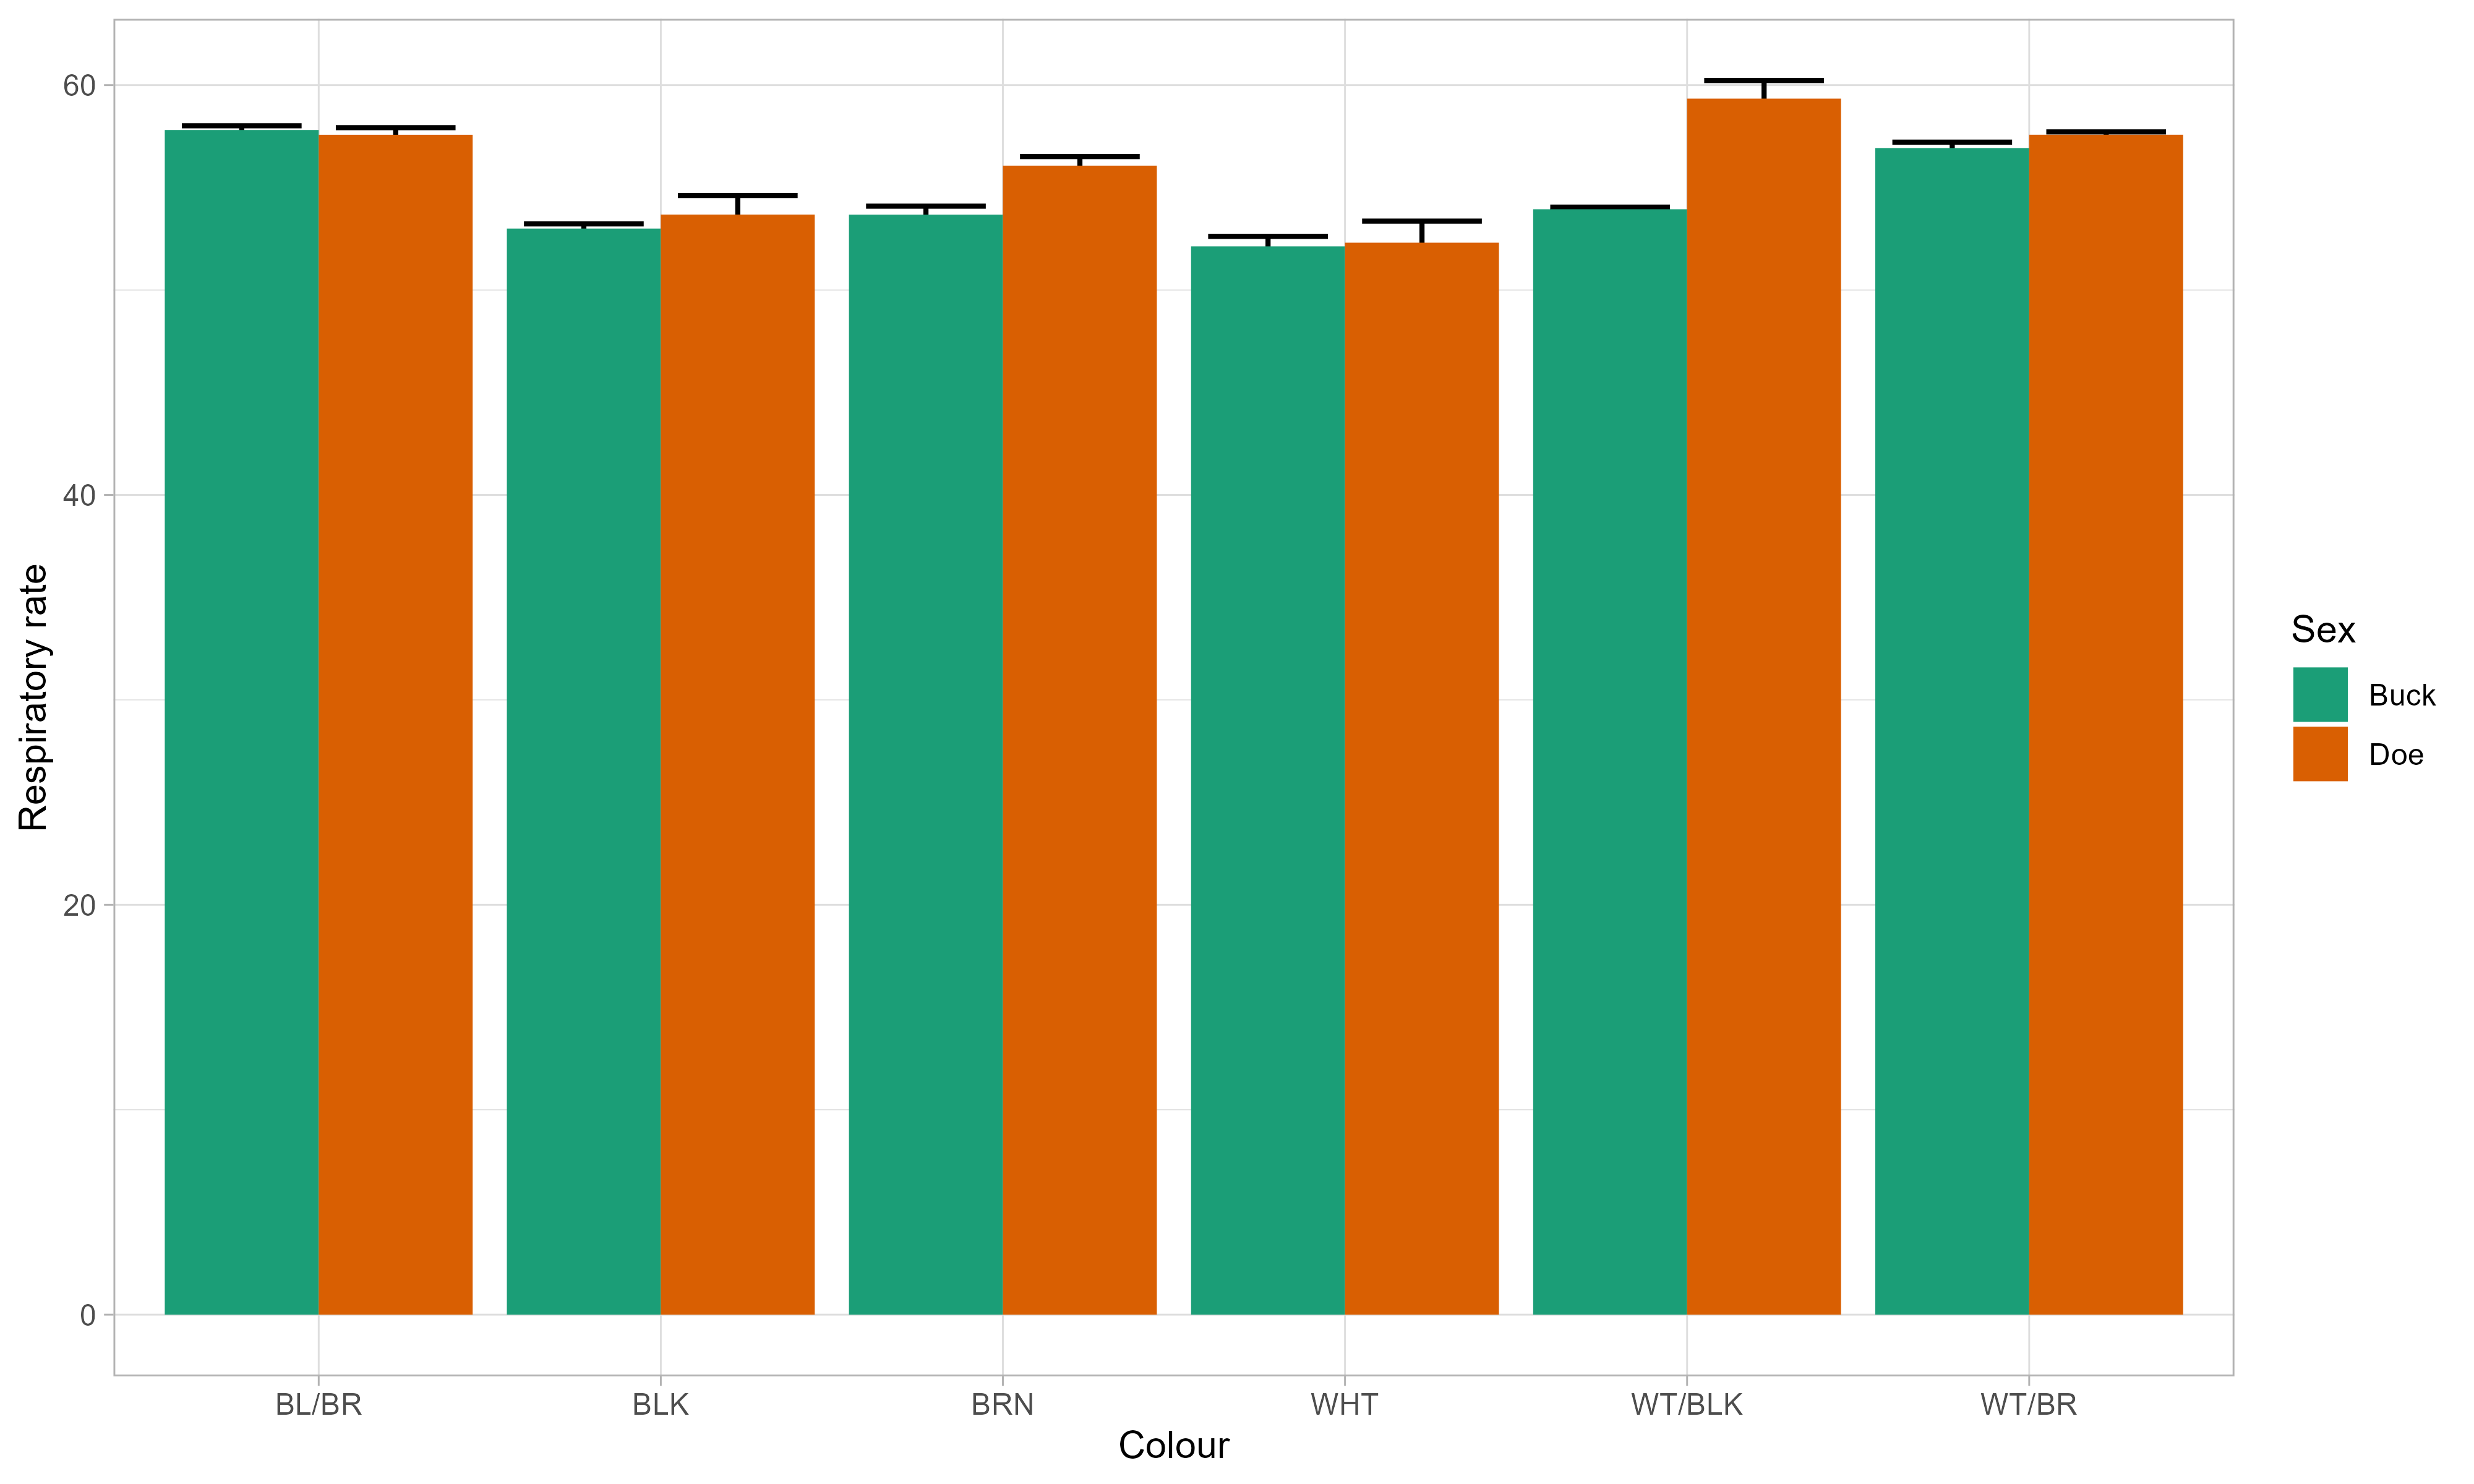 60
40
20
0
Respiratory rate
BL/BR BLK BRN WHT WT/BLK WT/BR
Colour
Sex
Buck
Doe